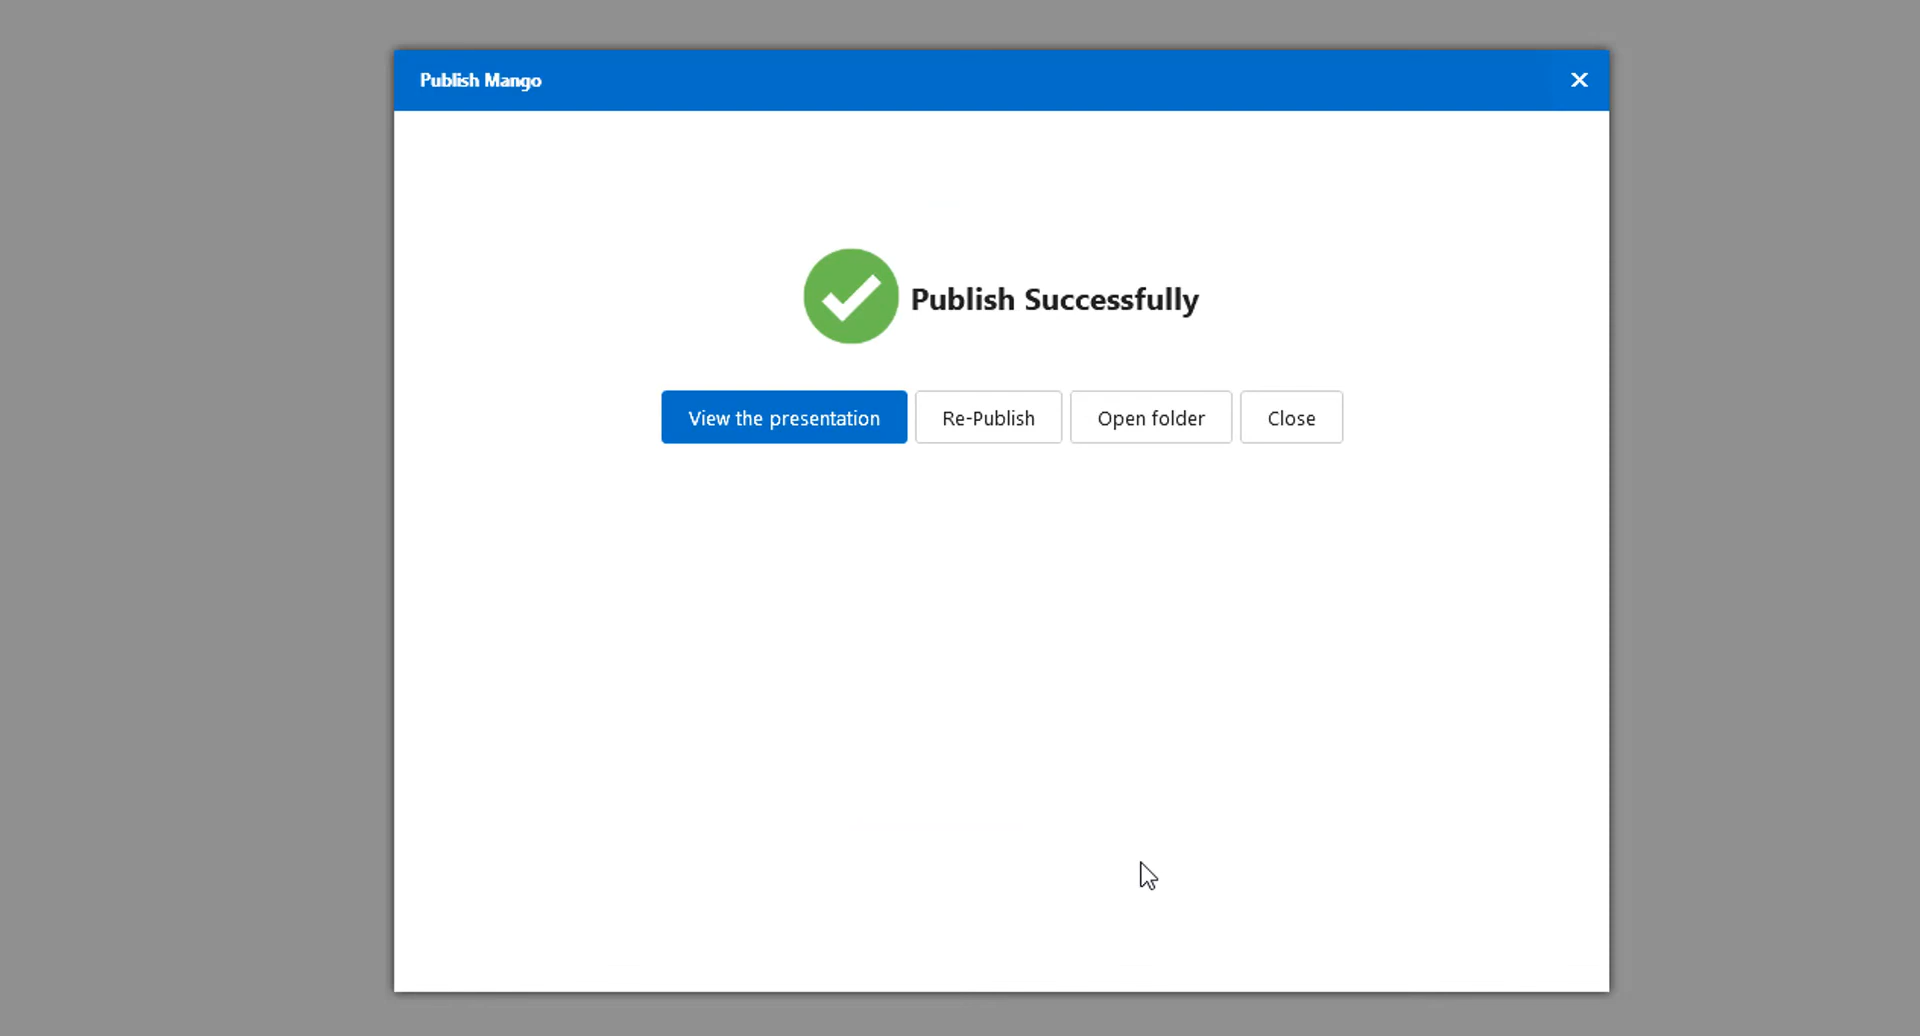 Publish Mango
Publish Successfully
View the presentation
Re-Publish
Open folder
Close